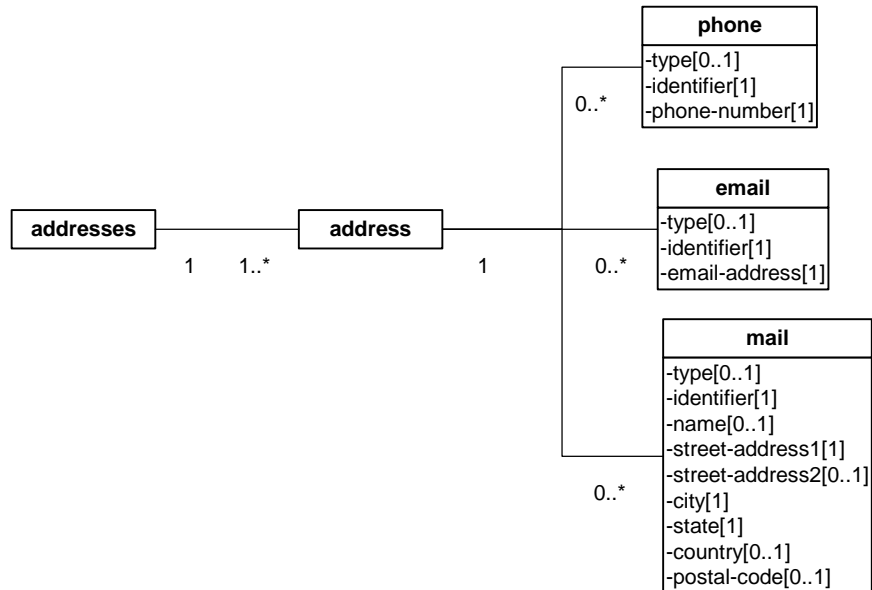 phone
-type[0..1]
-identifier[1]
-phone-number[1]
0..*
email
-type[0..1]
-identifier[1]
-email-address[1]
addresses
address
1
1..*
1
0..*
mail
-type[0..1]
-identifier[1]
-name[0..1]
-street-address1[1]
-street-address2[0..1]
-city[1]
-state[1]
-country[0..1]
-postal-code[0..1]
0..*